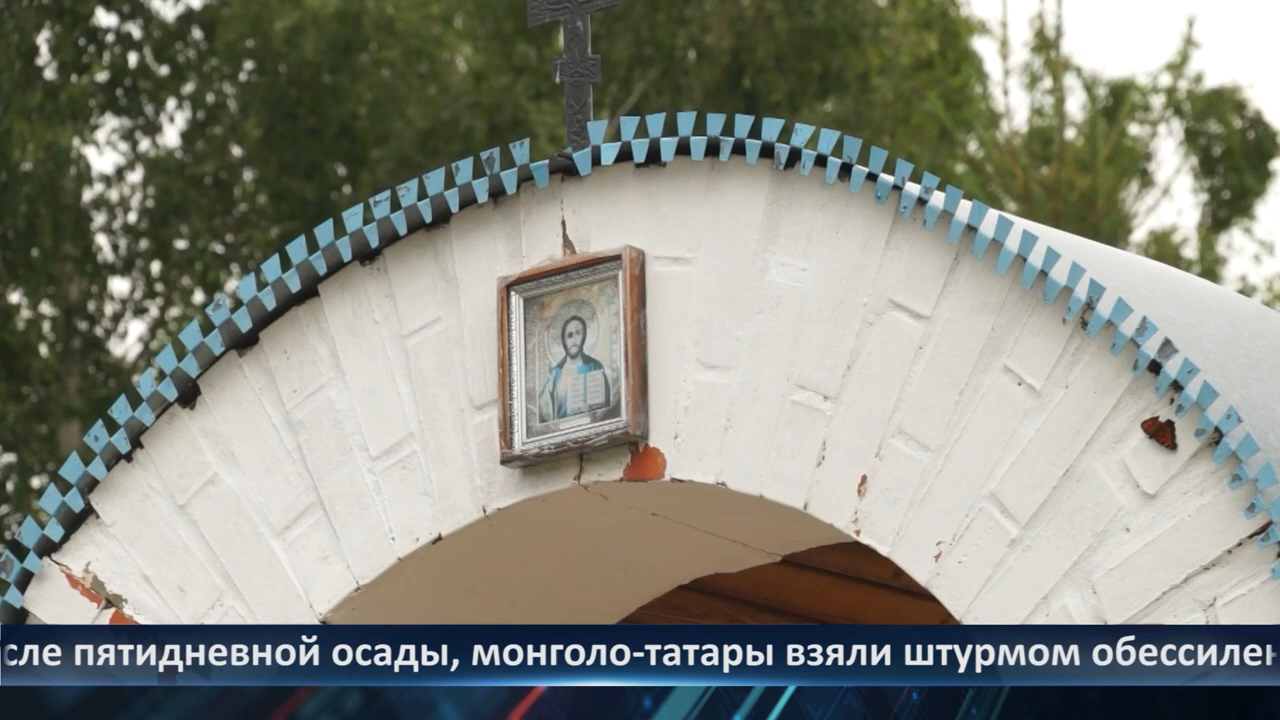 сле пятидневной осады, монголо-татары взяли штурмом обессилен